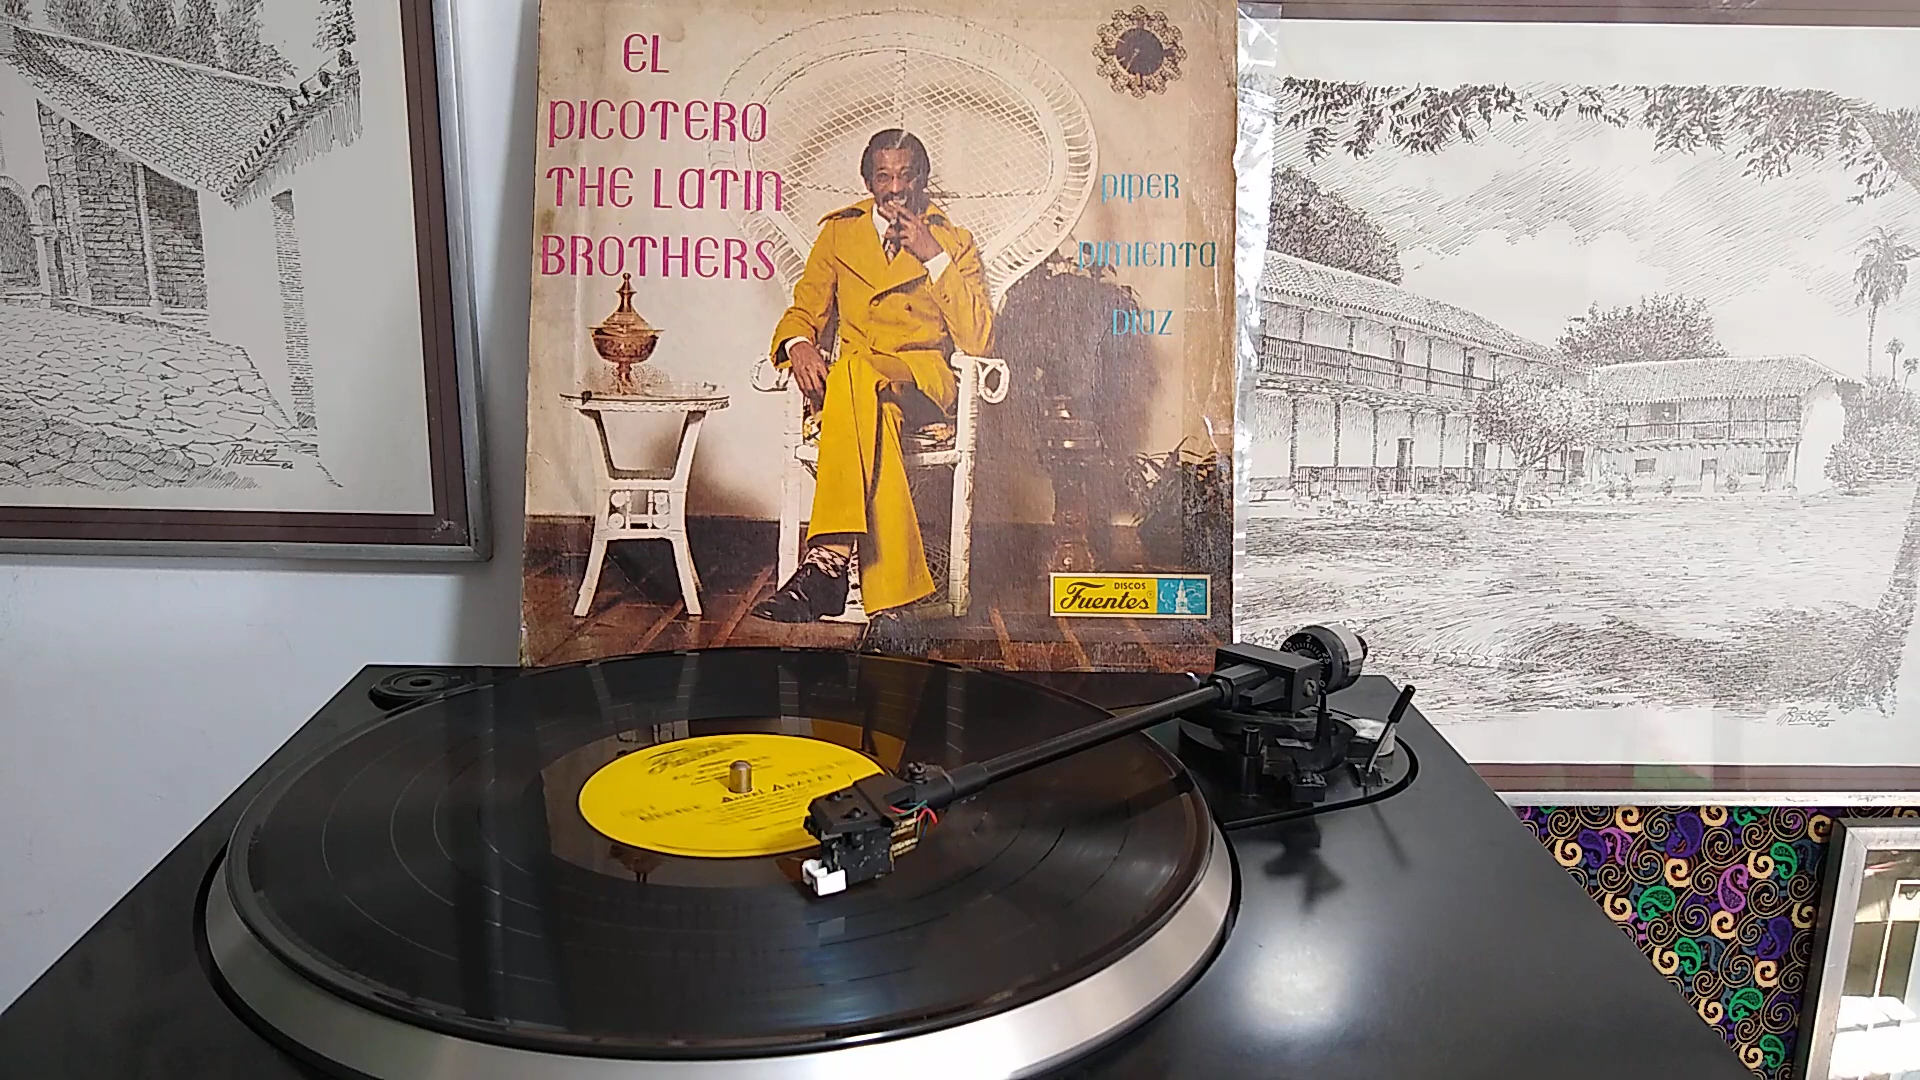 EL
PICOTERO
THE LATIN
BROTHERS
PIPER
PIMIENTA
DIAZ
DISCOS
Fuentes